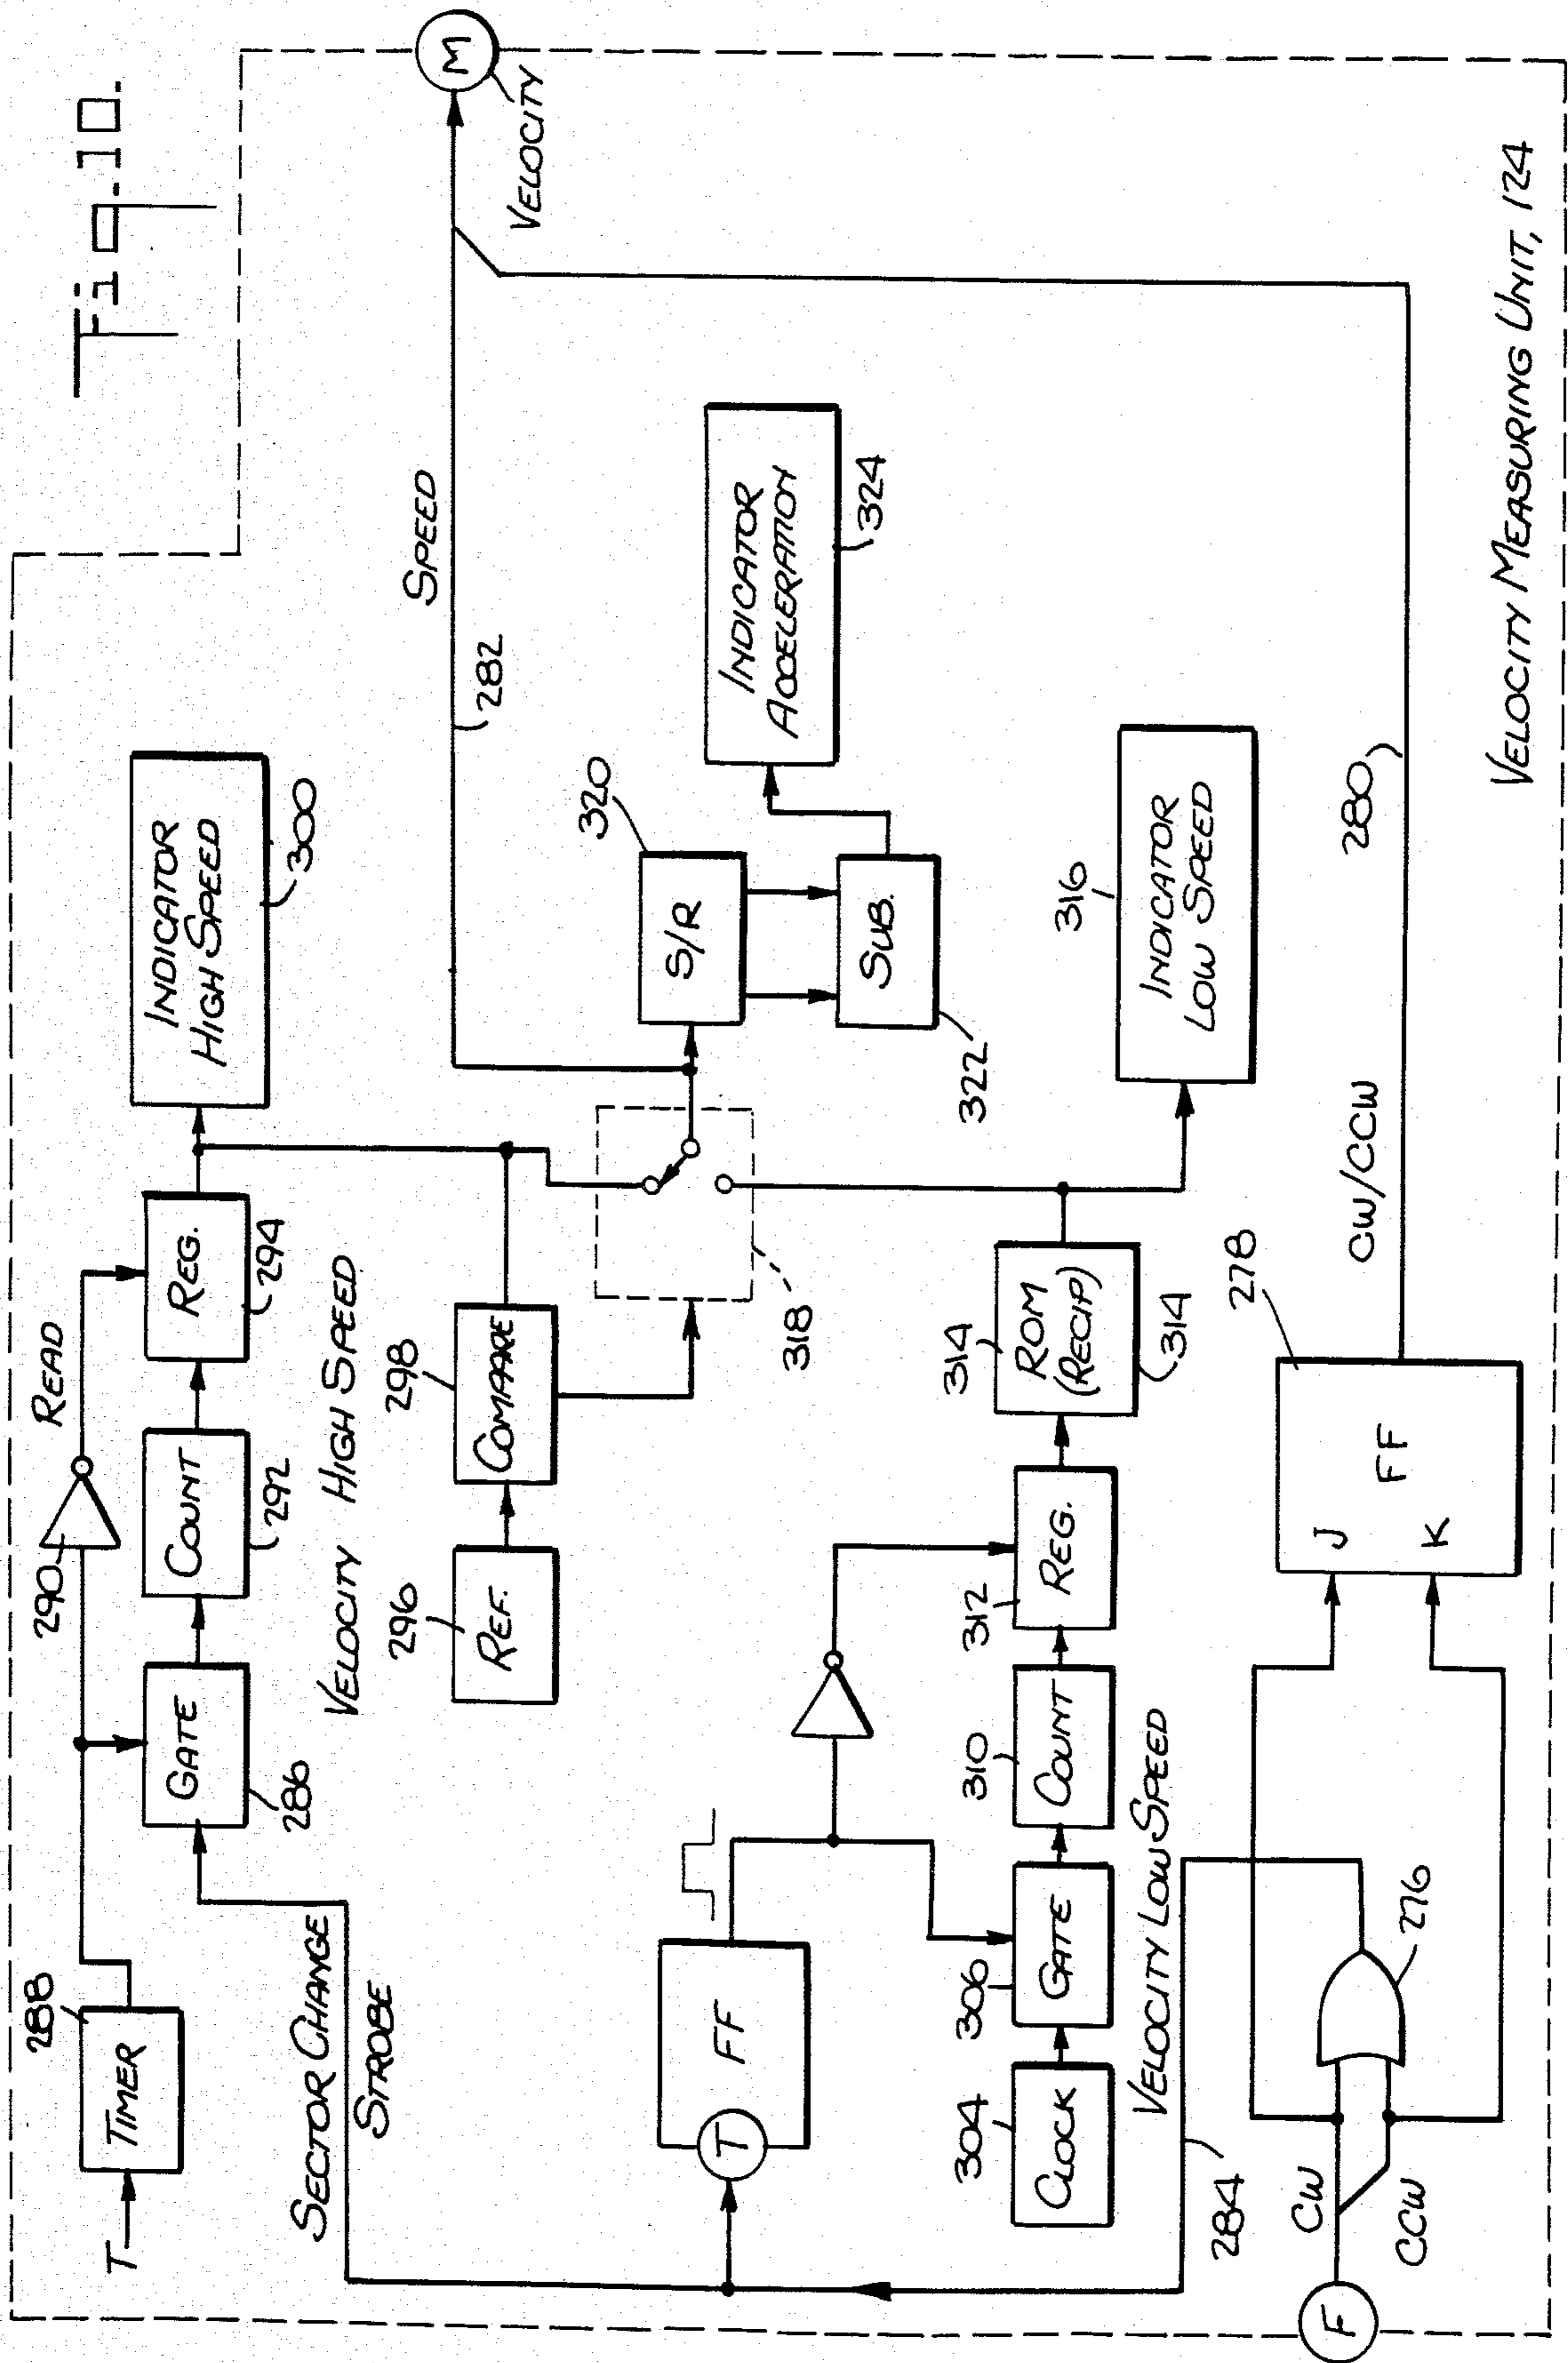 Fig. 10.
T
TIMER
288
290
READ
GATE
286
COUNT
292
REG.
294
INDICATOR
HIGH SPEED
300
SECTOR CHANGE
STROBE
VELOCITY HIGH SPEED
REF.
296
COMPARE
298
318
SPEED
282
M
VELOCITY
S/R
320
SUB.
322
INDICATOR
ACCELERATION
324
T
FF
CLOCK
304
GATE
306
COUNT
310
REG.
312
ROM
(RECIP)
314
314
INDICATOR
LOW SPEED
316
VELOCITY LOW SPEED
284
F
CW
CCW
276
J
K
FF
278
CW/CCW
280
VELOCITY MEASURING UNIT, 124